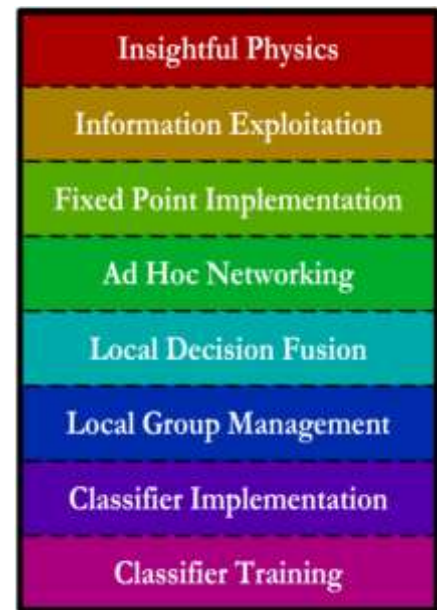 Insightful Physics
Information Exploitation
Fixed Point Implementation
Ad Hoc Networking
Local Decision Fusion
Local Group Management
Classifier Implementation
Classifier Training